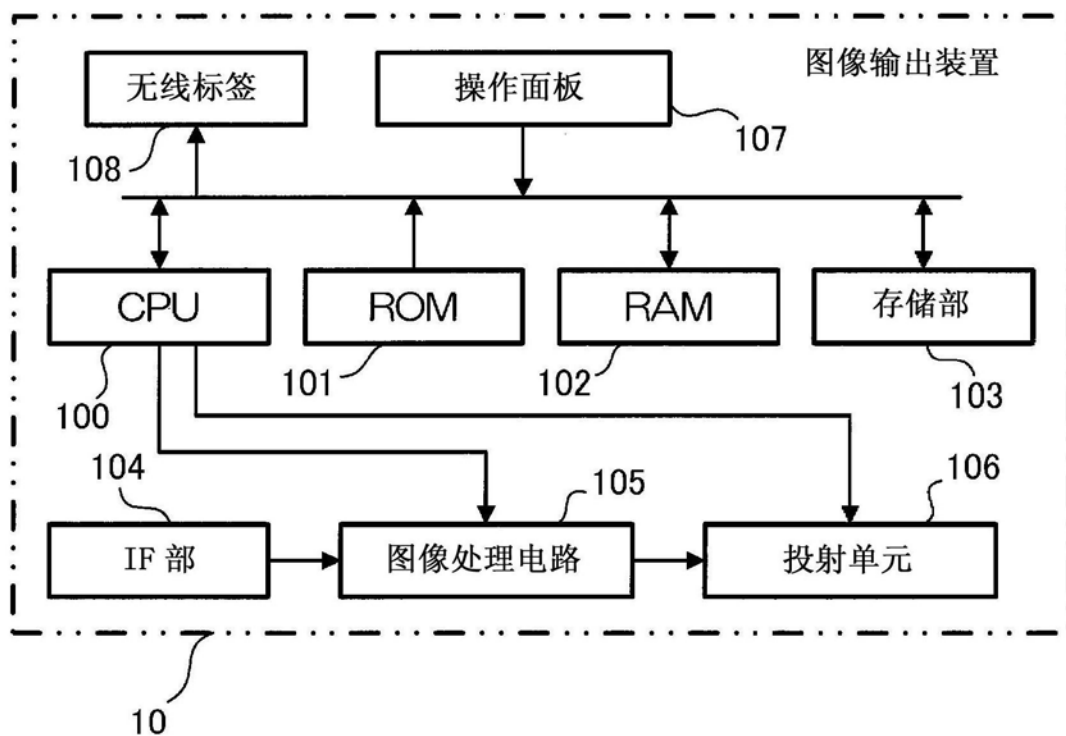 图像输出装置
无线标签
操作面板
108
107
CPU
ROM
RAM
存储部
100
101
102
103
104
105
106
IF 部
图像处理电路
投射单元
10